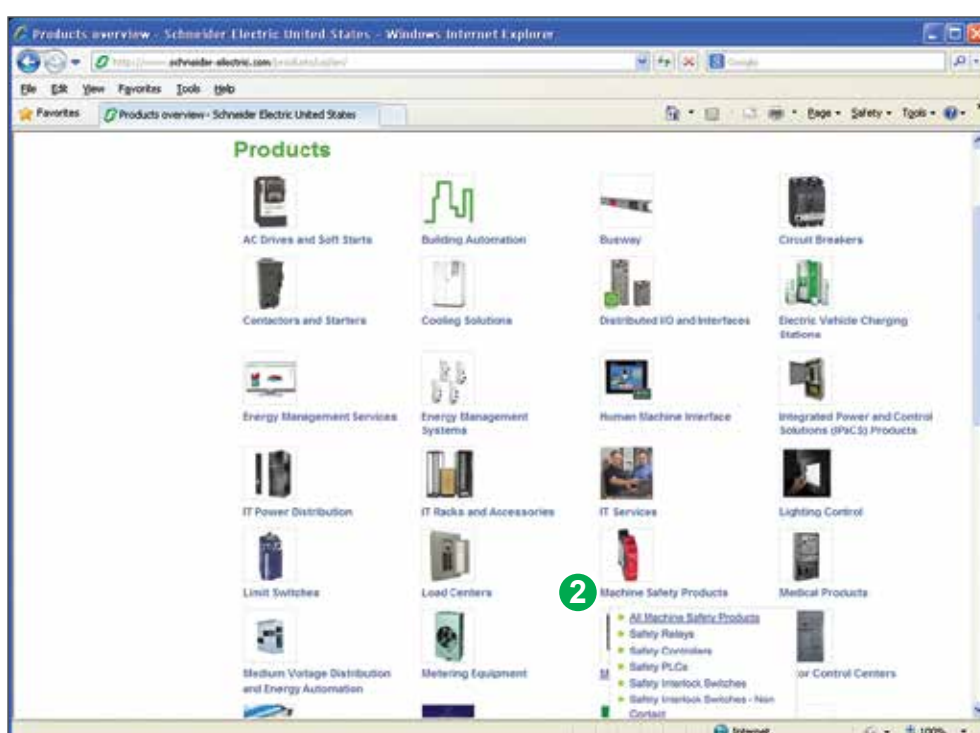 Products overview - Schneider Electric United States - Windows Internet Explorer
schneider-electric.com
File Edit View Favorites Tools Help
Favorites Products overview - Schneider Electric United States Page Safety Tools
Products
AC Drives and Soft Starts Building Automation Busway Circuit Breakers
Contactors and Starters Cooling Solutions Distributed I/O and Interfaces Electric Vehicle Charging
Stations
Energy Management Services Energy Management Human Machine Interface Integrated Power and Control
Systems Solutions (IPaCS) Products
IT Power Distribution IT Racks and Accessories IT Services Lighting Control
2
Limit Switches Load Centers Machine Safety Products Medical Products
All Machine Safety Products
Safety Relays
Safety Controllers
Safety PLCs
Medium Voltage Distribution Metering Equipment M or Control Centers
and Energy Automation
Safety Interlock Switches
Safety Interlock Switches - Non
Contact
Internet 100%